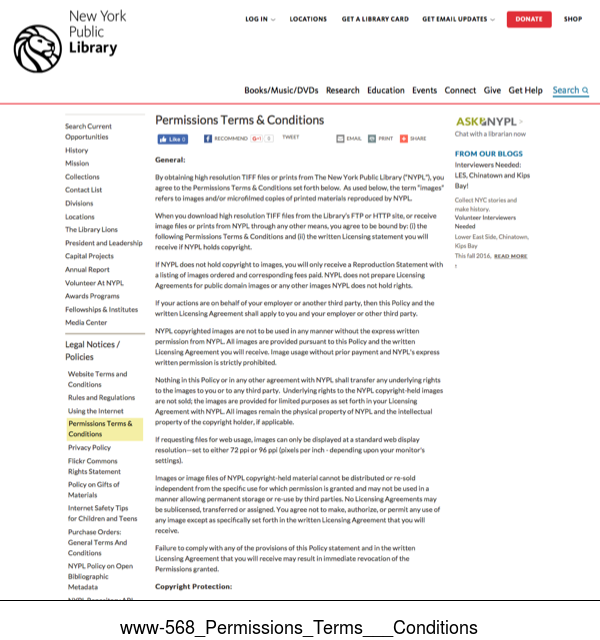 New York
Public
Library
LOG IN
LOCATIONS
GET A LIBRARY CARD
GET EMAIL UPDATES
DONATE
SHOP
Books/Music/DVDs Research Education Events Connect Give Get Help Search
Search Current
Opportunities
History
Mission
Collections
Contact List
Divisions
Locations
The Library Lions
President and Leadership
Capital Projects
Annual Report
Volunteer At NYPL
Awards Programs
Fellowships & Institutes
Media Center
Legal Notices /
Policies
Website Terms and
Conditions
Rules and Regulations
Using the Internet
Permissions Terms &
Conditions
Privacy Policy
Flickr Commons
Rights Statement
Policy on Gifts of
Materials
Internet Safety Tips
for Children and Teens
Purchase Orders:
General Terms And
Conditions
NYPL Policy on Open
Bibliographic
Metadata
Permissions Terms & Conditions
Like 0
RECOMMEND
G+1
TWEET
EMAIL
PRINT
SHARE
General:
By obtaining high resolution TIFF files or prints from The New York Public Library ("NYPL"), you
agree to the Permissions Terms & Conditions set forth below. As used below, the term "images"
refers to images and/or microfilmed copies of printed materials reproduced by NYPL.
When you download high resolution TIFF files from the Library's FTP or HTTP site, or receive
image files or prints from NYPL through any other means, you agree to be bound by: (i) the
following Permissions Terms & Conditions and (ii) the written Licensing statement you will
receive if NYPL holds copyright.
If NYPL does not hold copyright to images, you will only receive a Reproduction Statement with
a listing of images ordered and corresponding fees paid. NYPL does not prepare Licensing
Agreements for public domain images or any other images NYPL does not hold rights.
If your actions are on behalf of your employer or another third party, then this Policy and the
written Licensing Agreement shall apply to you and your employer or other third party.
NYPL copyrighted images are not to be used in any manner without the express written
permission from NYPL. All images are provided pursuant to this Policy and the written
Licensing Agreement you will receive. Image usage without prior payment and NYPL's express
written permission is strictly prohibited.
Nothing in this Policy or in any other agreement with NYPL shall transfer any underlying rights
to the images to you or to any third party. Underlying rights to the NYPL copyright-held images
are not sold; the images are provided for limited purposes as set forth in your Licensing
Agreement with NYPL. All images remain the physical property of NYPL and the intellectual
property of the copyright holder, if applicable.
If requesting files for web usage, images can only be displayed at a standard web display
resolution—set to either 72 ppi or 96 ppi (pixels per inch - depending upon your monitor's
settings).
Images or image files of NYPL copyright-held material cannot be distributed or re-sold
independent from the specific use for which permission is granted and may not be used in a
manner allowing permanent storage or re-use by third parties. No Licensing Agreements may
be sublicensed, transferred or assigned. You agree not to make, authorize, or permit any use of
any image except as specifically set forth in the written Licensing Agreement that you will
receive.
Failure to comply with any of the provisions of this Policy statement and in the written
Licensing Agreement that you will receive may result in immediate revocation of the
Permissions granted.
Copyright Protection:
ASK NYPL
Chat with a librarian now
FROM OUR BLOGS
Interviewers Needed:
LES, Chinatown and Kips
Bay!
Collect NYC stories and
make history.
Volunteer Interviewers
Needed
Lower East Side, Chinatown,
Kips Bay
This fall 2016, READ MORE
www-568_Permissions_Terms___Conditions